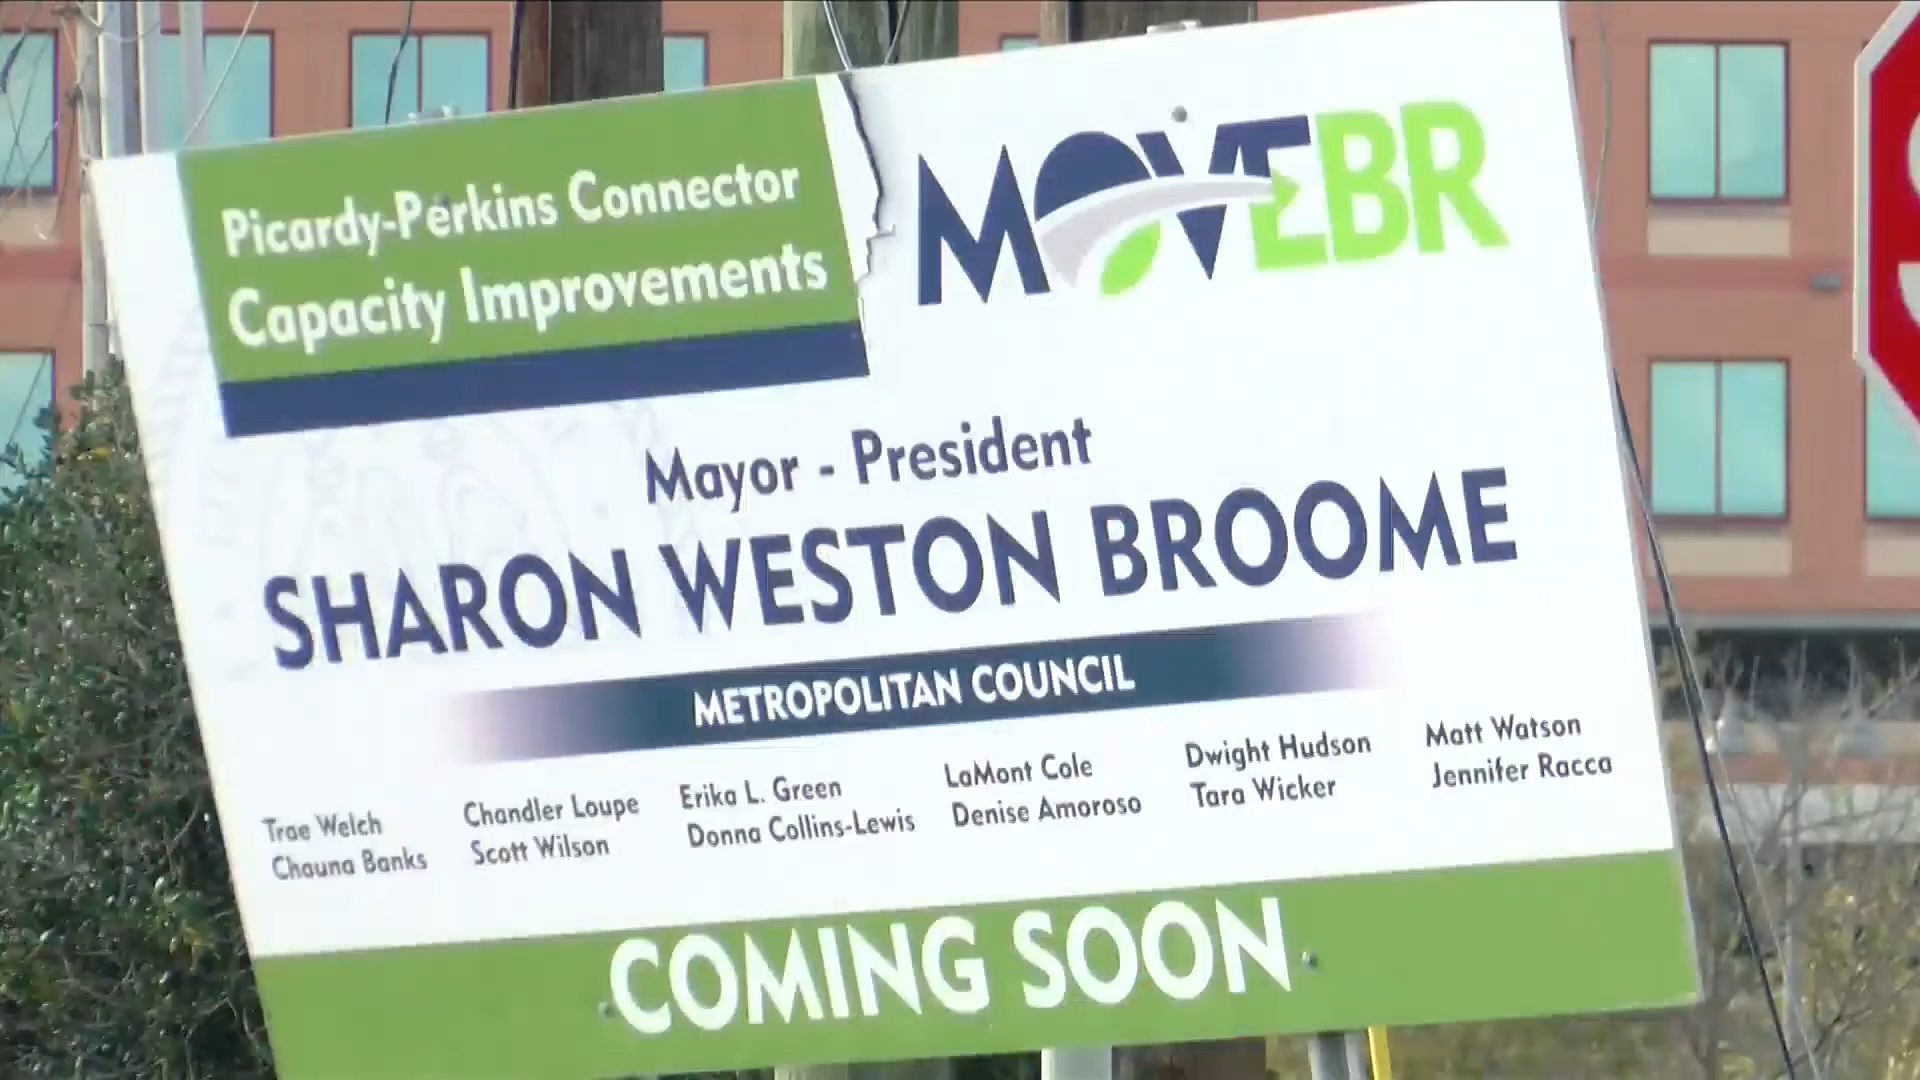 Picardy-Perkins Connector
Capacity Improvements
MOVEBR
Mayor - President
SHARON WESTON BROOME
METROPOLITAN COUNCIL
Trae Welch
Chauna Banks
Chandler Loupe
Scott Wilson
Erika L. Green
Donna Collins-Lewis
LaMont Cole
Denise Amoroso
Dwight Hudson
Tara Wicker
Matt Watson
Jennifer Racca
COMING SOON